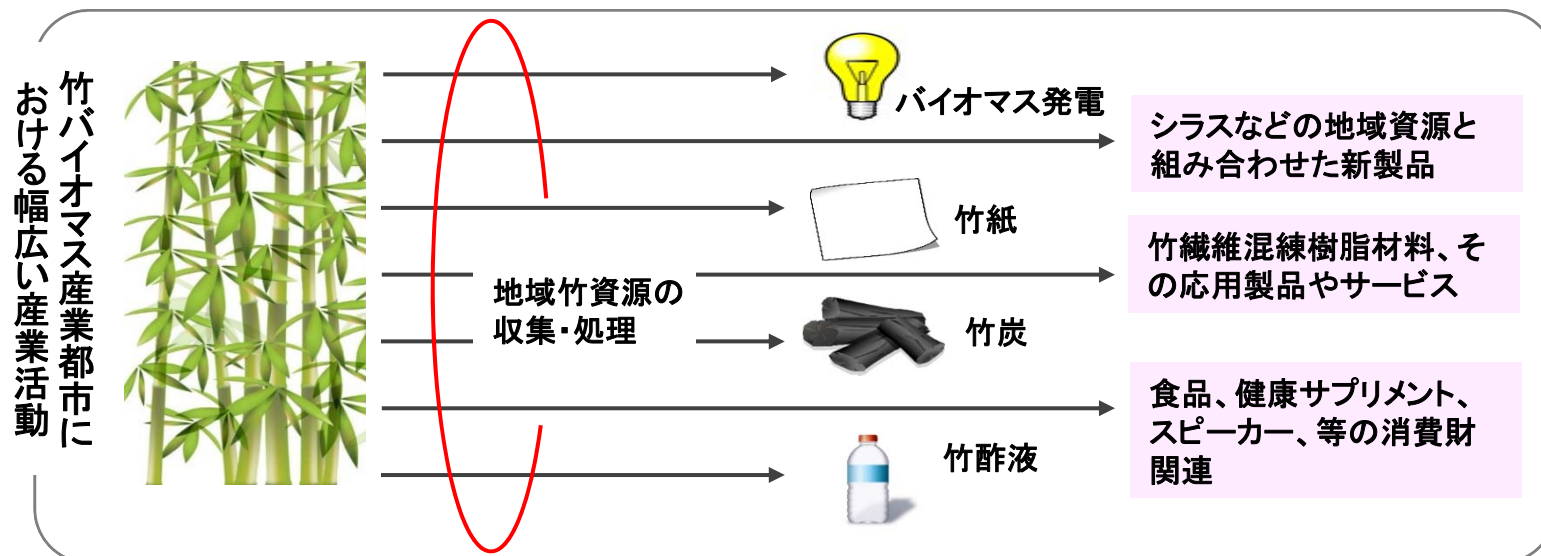 竹バイオマス産業都市に
おける幅広い産業活動
バイオマス発電
シラスなどの地域資源と
組み合わせた新製品
竹紙
竹繊維混練樹脂材料、そ
の応用製品やサービス
地域竹資源の
収集・処理
竹炭
食品、健康サプリメント、
スピーカー、等の消費財
関連
竹酢液